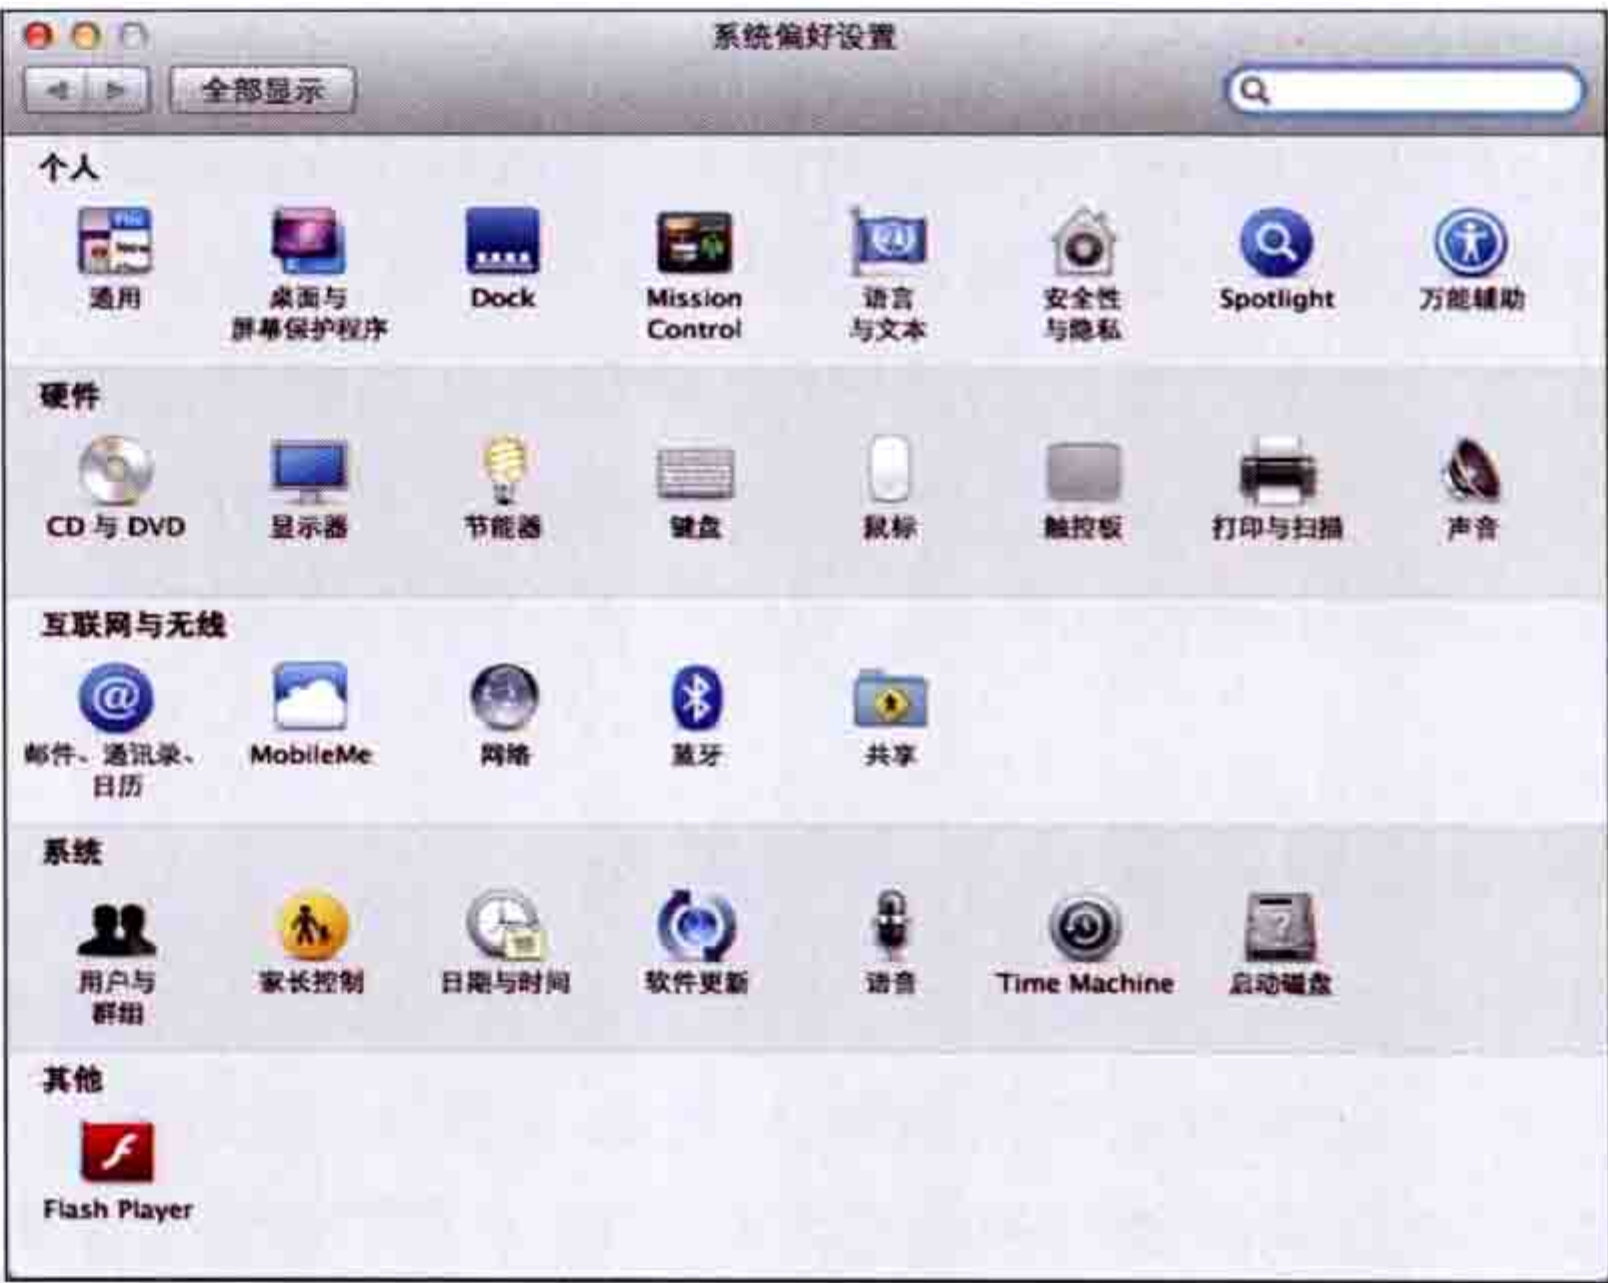 系统偏好设置
全部显示
个人
通用
桌面与
屏幕保护程序
Dock
Mission
Control
语言
与文本
安全性
与隐私
Spotlight
万能辅助
硬件
CD 与 DVD
显示器
节能器
键盘
鼠标
触控板
打印与扫描
声音
互联网与无线
邮件、通讯录、
日历
MobileMe
网络
蓝牙
共享
系统
用户与
群组
家长控制
日期与时间
软件更新
语音
Time Machine
启动磁盘
其他
Flash Player